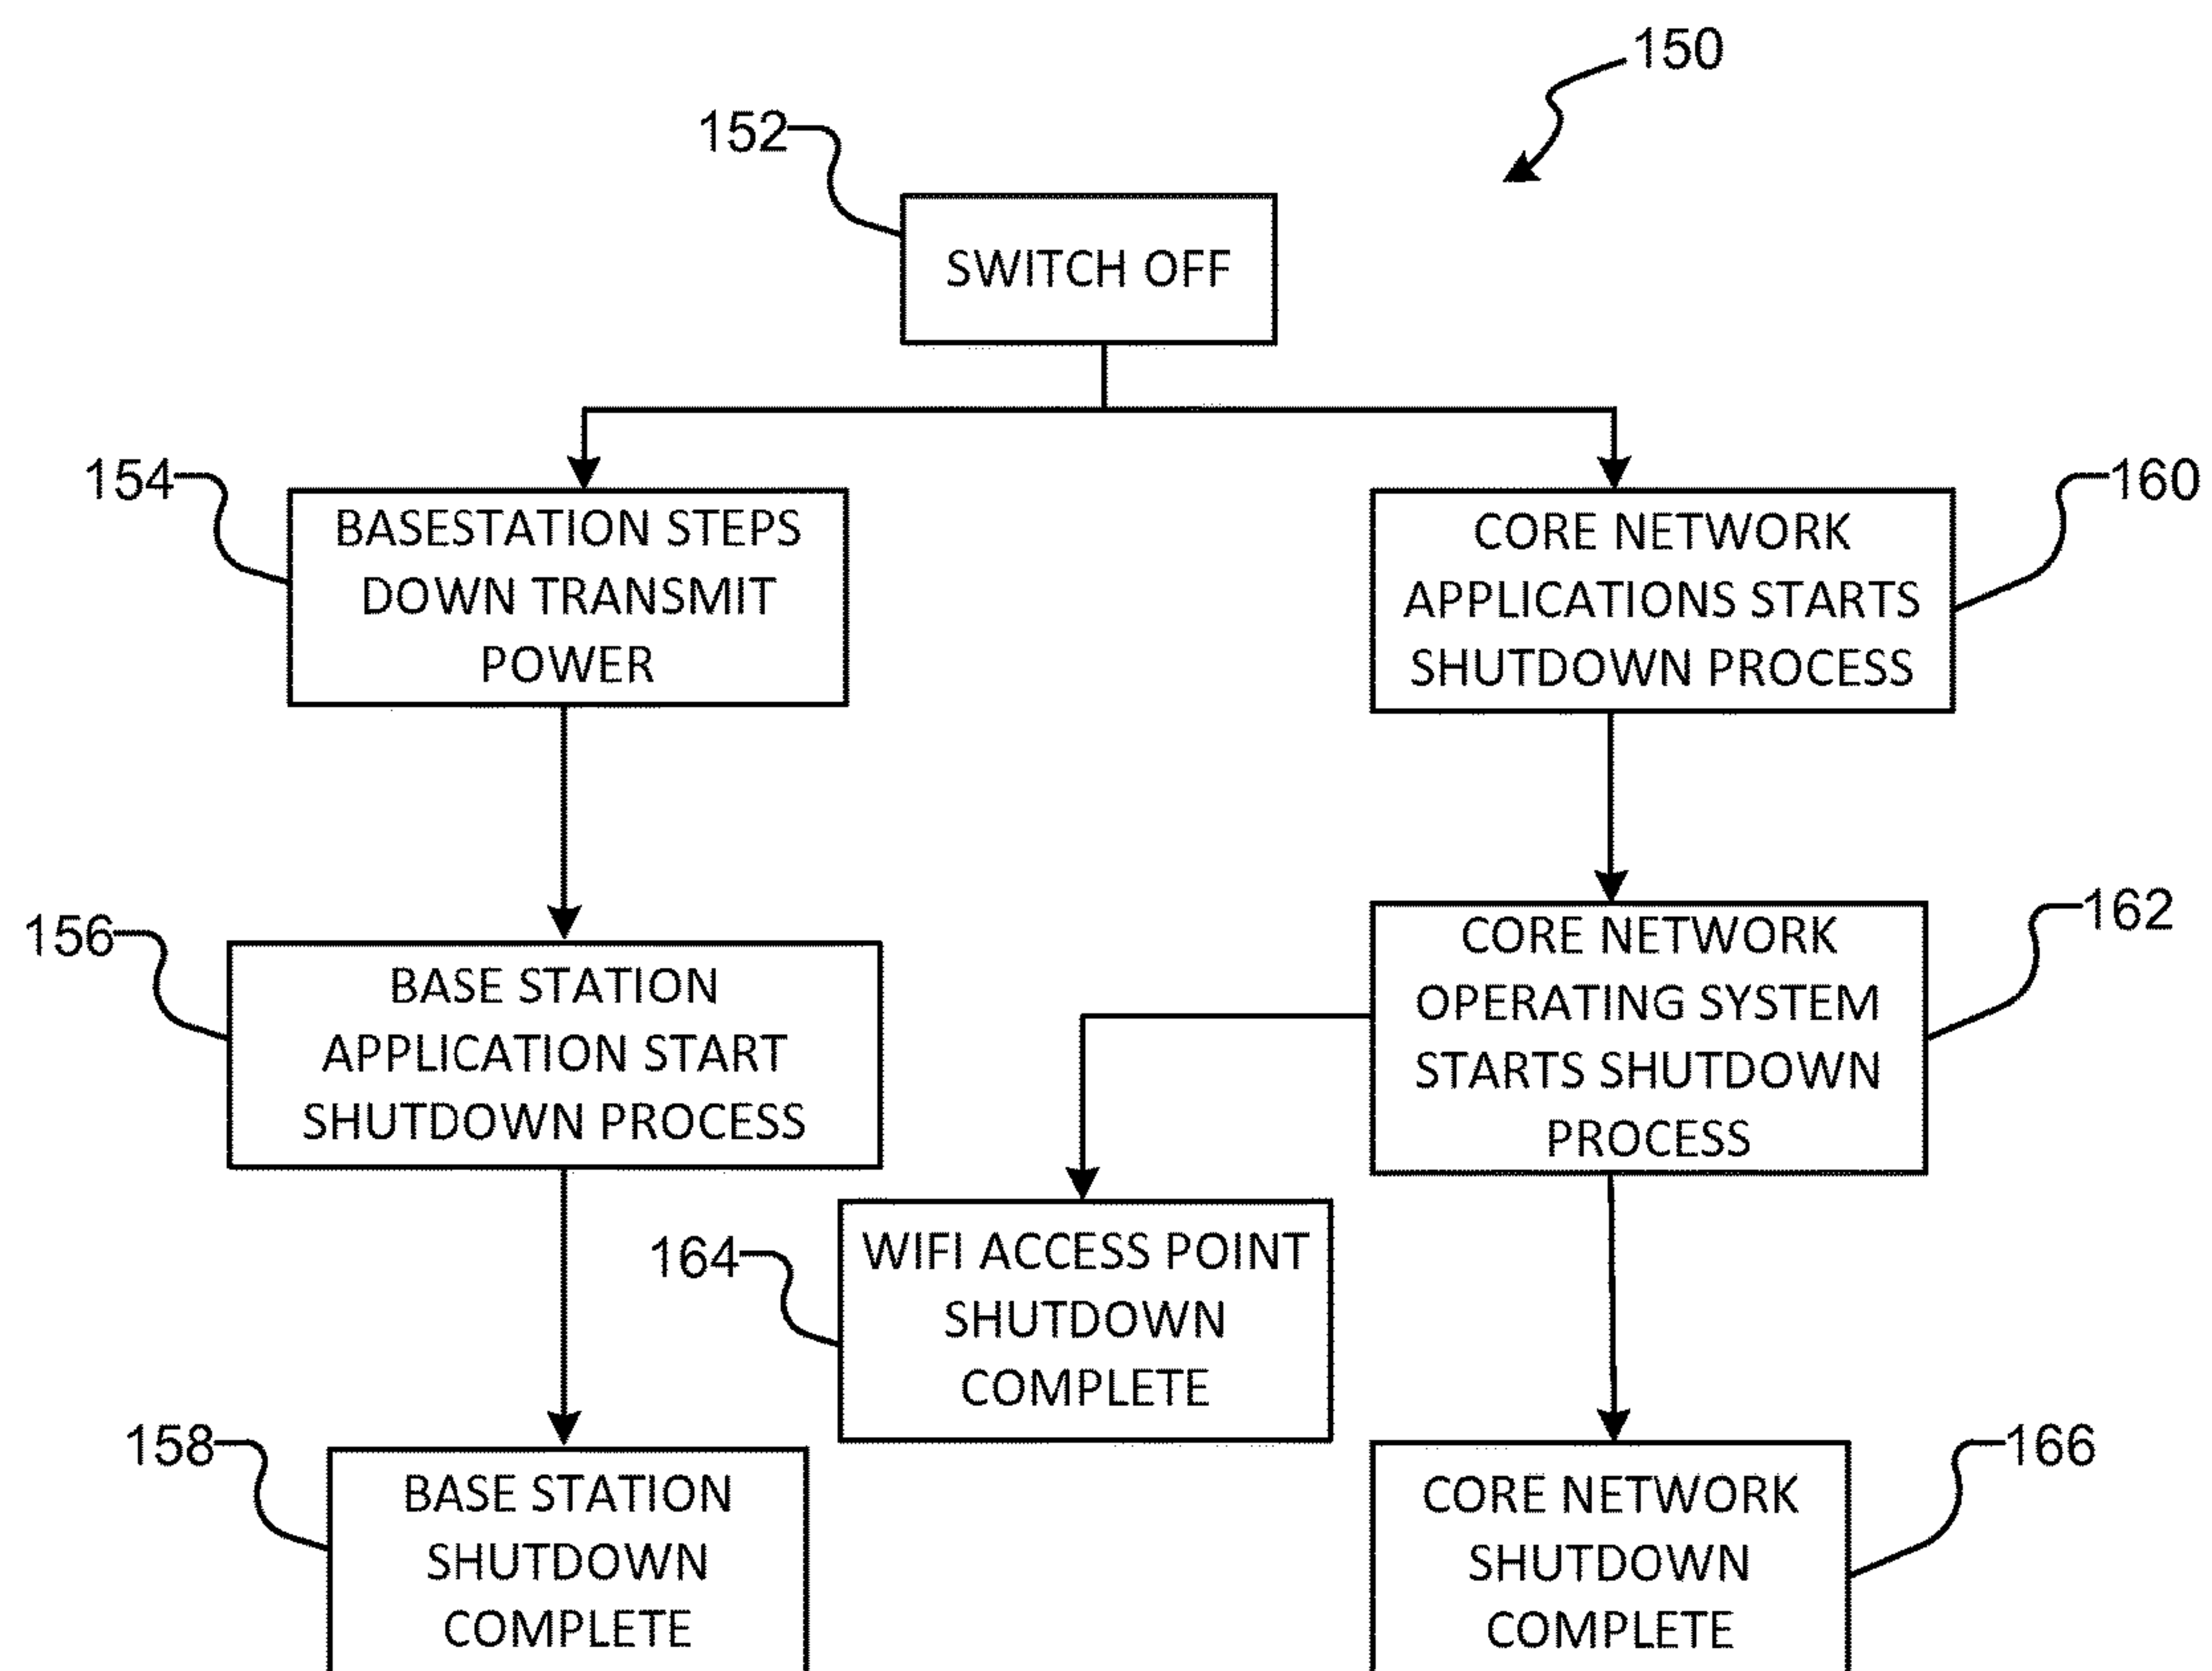 150
152
SWITCH OFF
154
BASESTATION STEPS
DOWN TRANSMIT
POWER
160
CORE NETWORK
APPLICATIONS STARTS
SHUTDOWN PROCESS
156
BASE STATION
APPLICATION START
SHUTDOWN PROCESS
162
CORE NETWORK
OPERATING SYSTEM
STARTS SHUTDOWN
PROCESS
164
WIFI ACCESS POINT
SHUTDOWN
COMPLETE
158
BASE STATION
SHUTDOWN
COMPLETE
166
CORE NETWORK
SHUTDOWN
COMPLETE